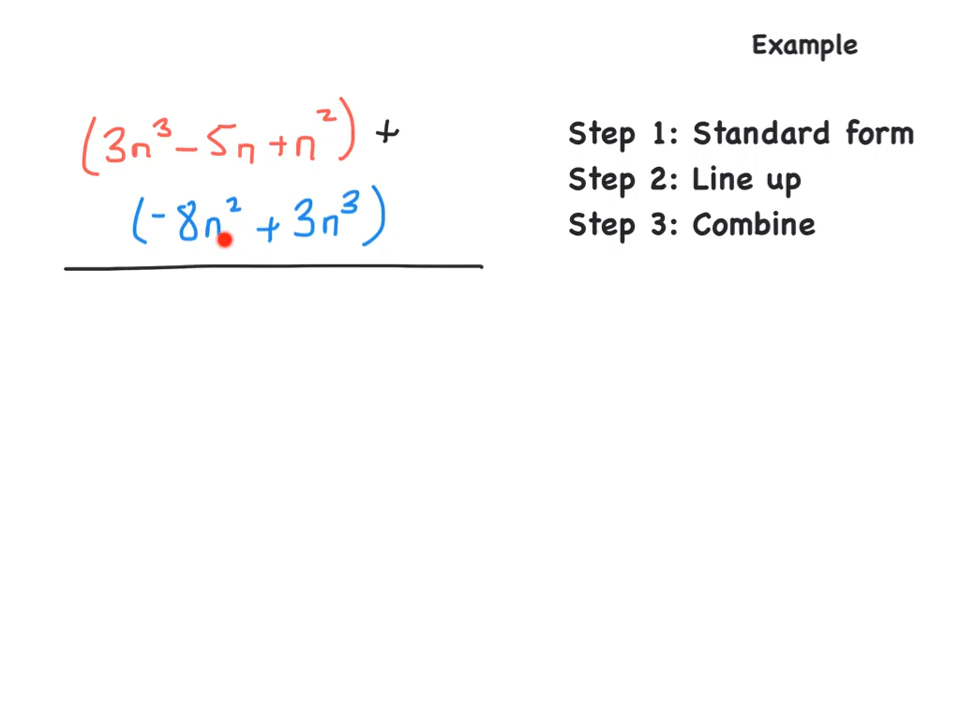 Example
(3n³ - 5n + n²) +
(-8n² + 3n³)
Step 1: Standard form
Step 2: Line up
Step 3: Combine